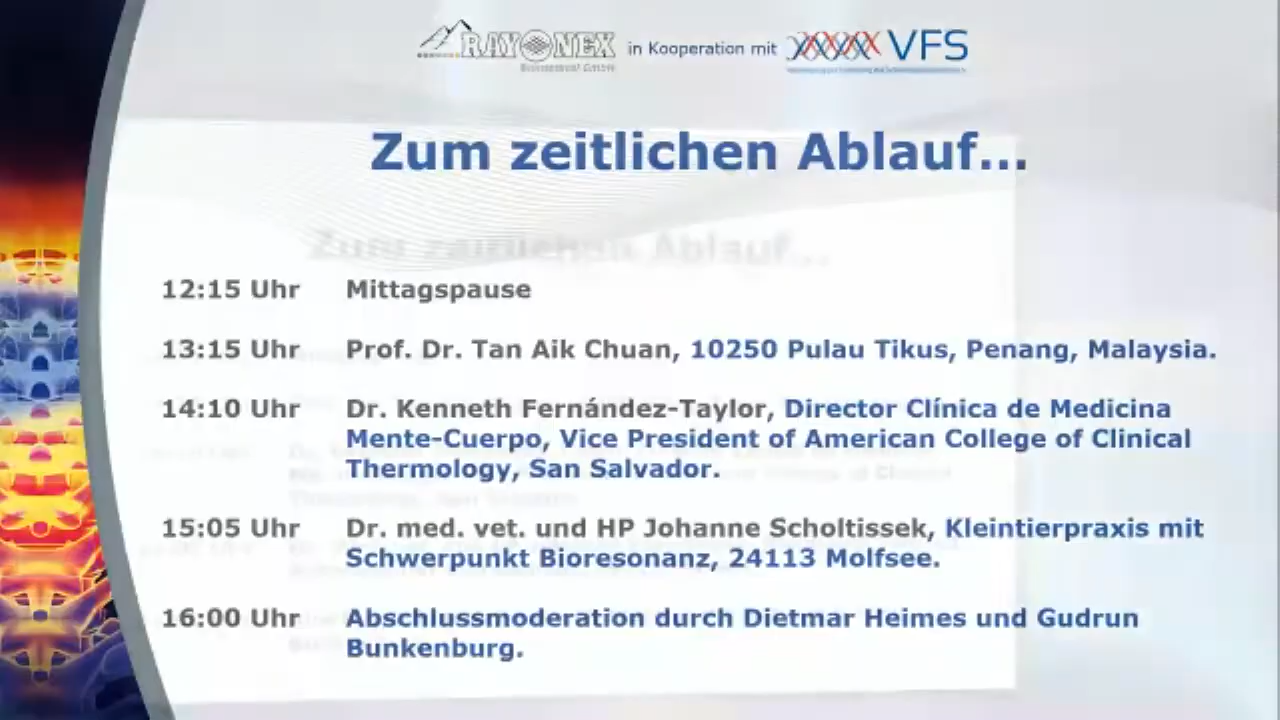 RAYONEX in Kooperation mit VFS
Biomedical GmbH
Zum zeitlichen Ablauf...
12:15 Uhr Mittagspause
13:15 Uhr Prof. Dr. Tan Aik Chuan, 10250 Pulau Tikus, Penang, Malaysia.
14:10 Uhr Dr. Kenneth Fernández-Taylor, Director Clínica de Medicina
Mente-Cuerpo, Vice President of American College of Clinical
Thermology, San Salvador.
15:05 Uhr Dr. med. vet. und HP Johanne Scholtissek, Kleintierpraxis mit
Schwerpunkt Bioresonanz, 24113 Molfsee.
16:00 Uhr Abschlussmoderation durch Dietmar Heimes und Gudrun
Bunkenburg.